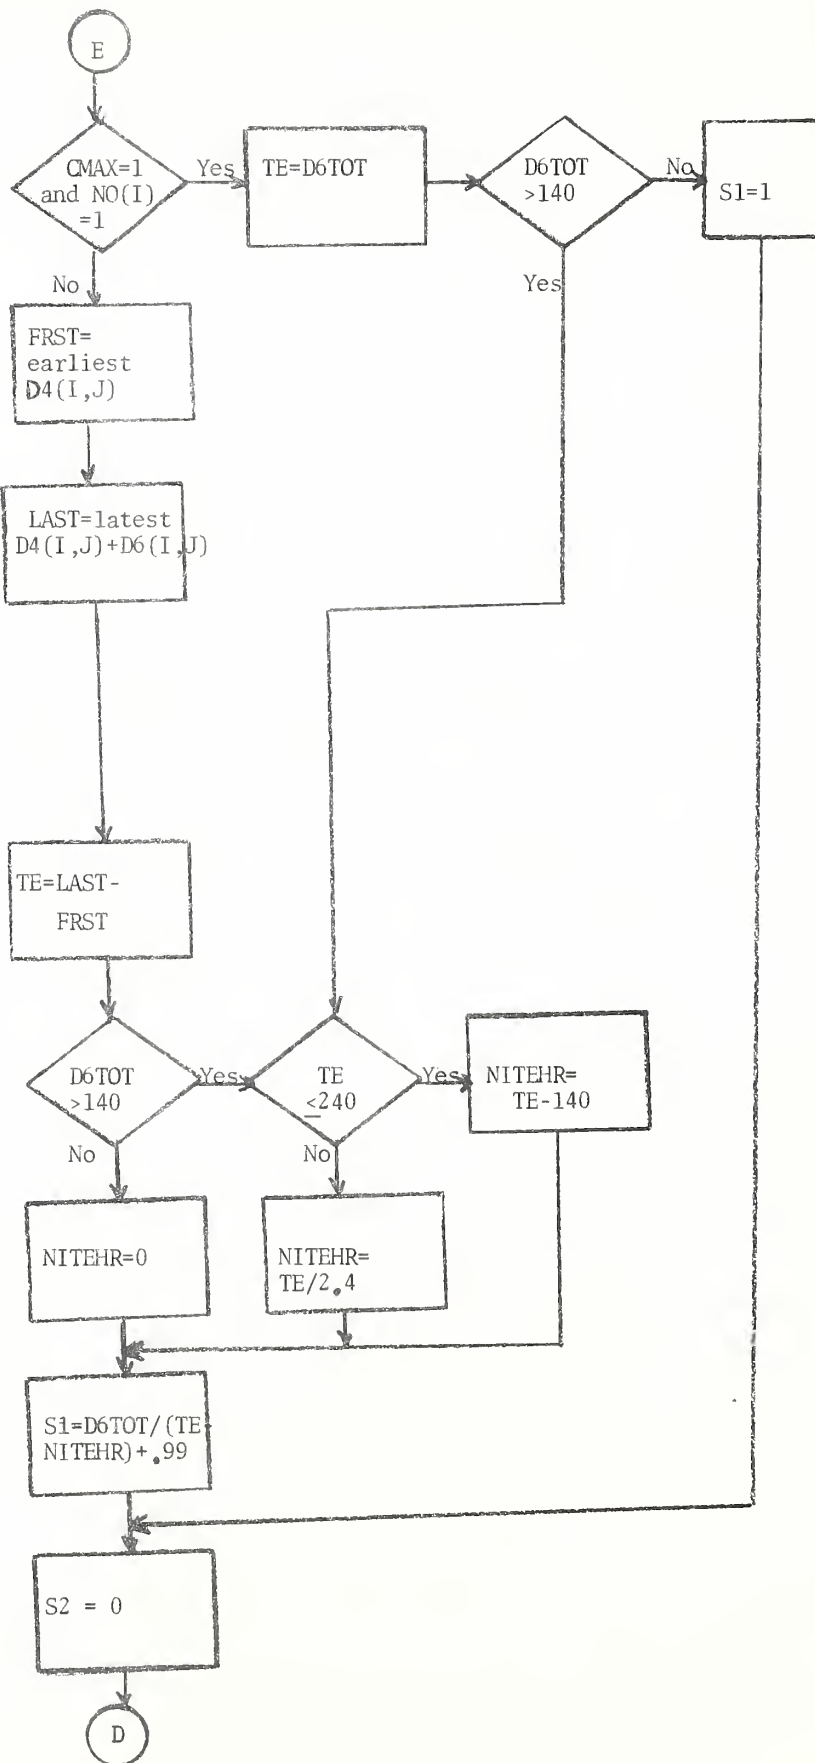 E
CMAX=1
and NO(I)
=1
Yes
TE=D6TOT
D6TOT
>140
No
S1=1
Yes
No
FRST=
earliest
D4(I,J)
LAST=latest
D4(I,J)+D6(I,J)
TE=LAST-
FRST
D6TOT
>140
Yes
TE
≤240
Yes
NITEHR=
TE-140
No
No
NITEHR=0
NITEHR=
TE/2.4
S1=D6TOT/(TE-
NITEHR)+.99
S2 = 0
D